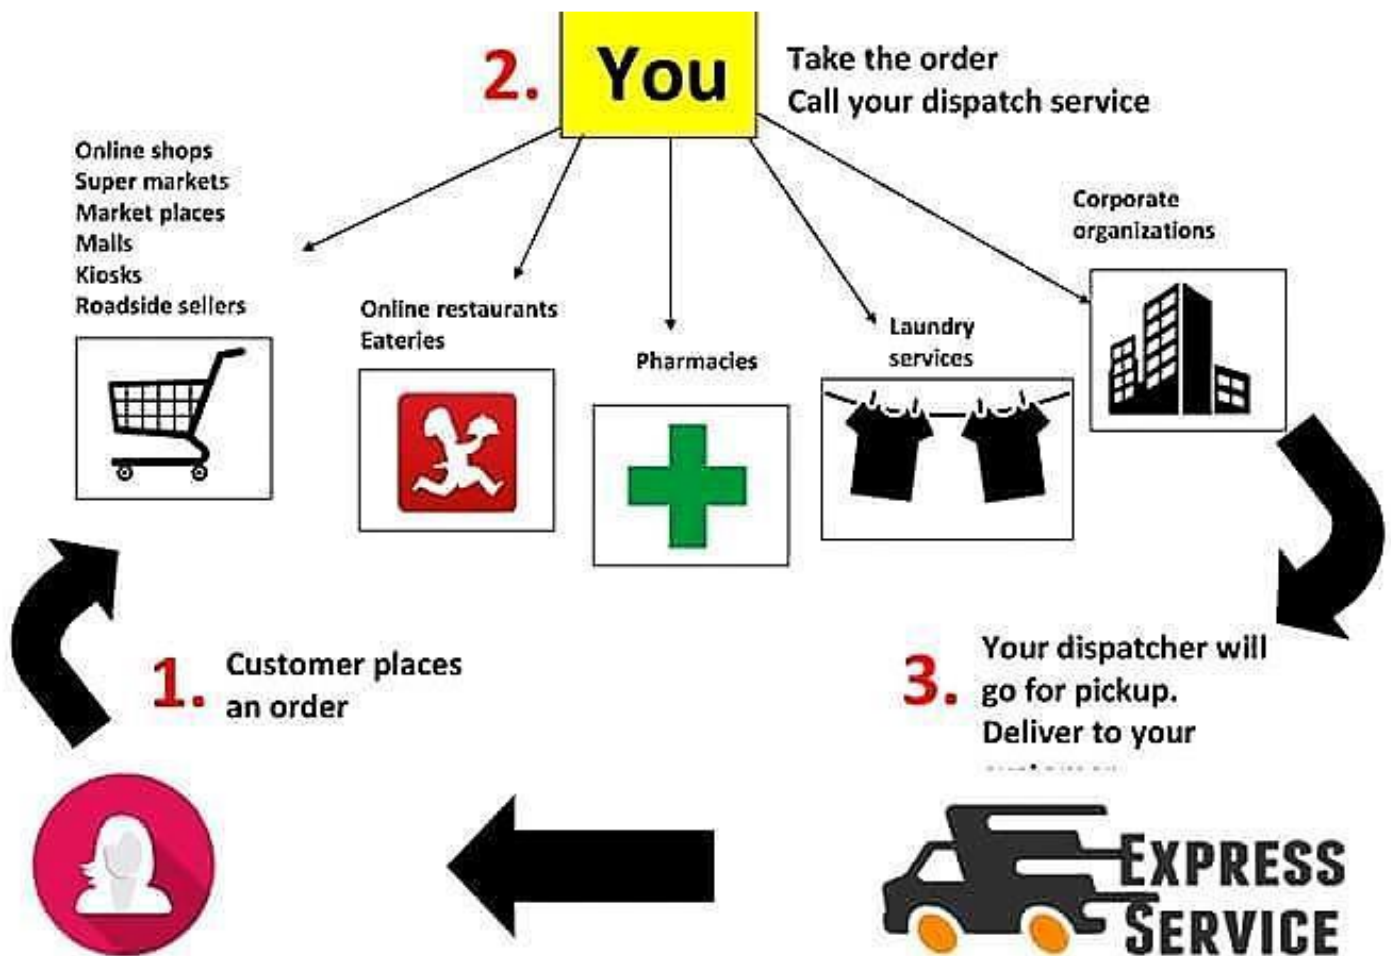 2.
You
Take the order
Call your dispatch service
Online shops
Super markets
Market places
Malls
Kiosks
Roadside sellers
Online restaurants
Eateries
Pharmacies
Laundry
services
Corporate
organizations
1.
Customer places
an order
3.
Your dispatcher will
go for pickup.
Deliver to your
EXPRESS
SERVICE